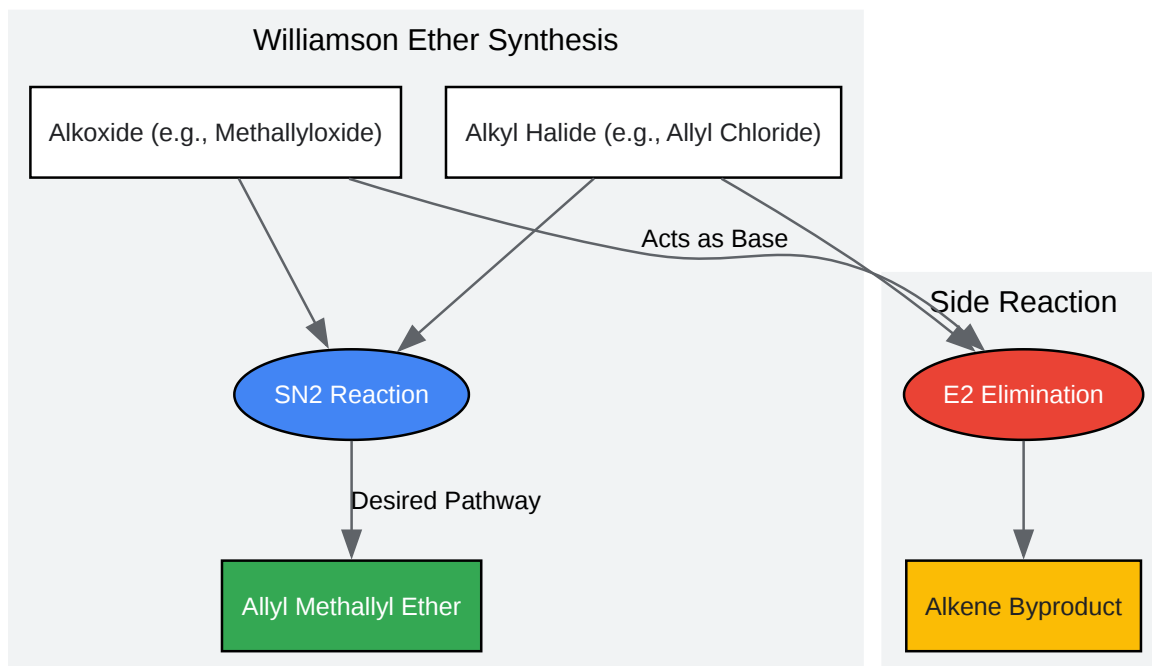 Williamson Ether Synthesis
Alkoxide (e.g., Methallyloxide)
Alkyl Halide (e.g., Allyl Chloride)
Acts as Base
Side Reaction
SN2 Reaction
E2 Elimination
Desired Pathway
Allyl Methallyl Ether
Alkene Byproduct